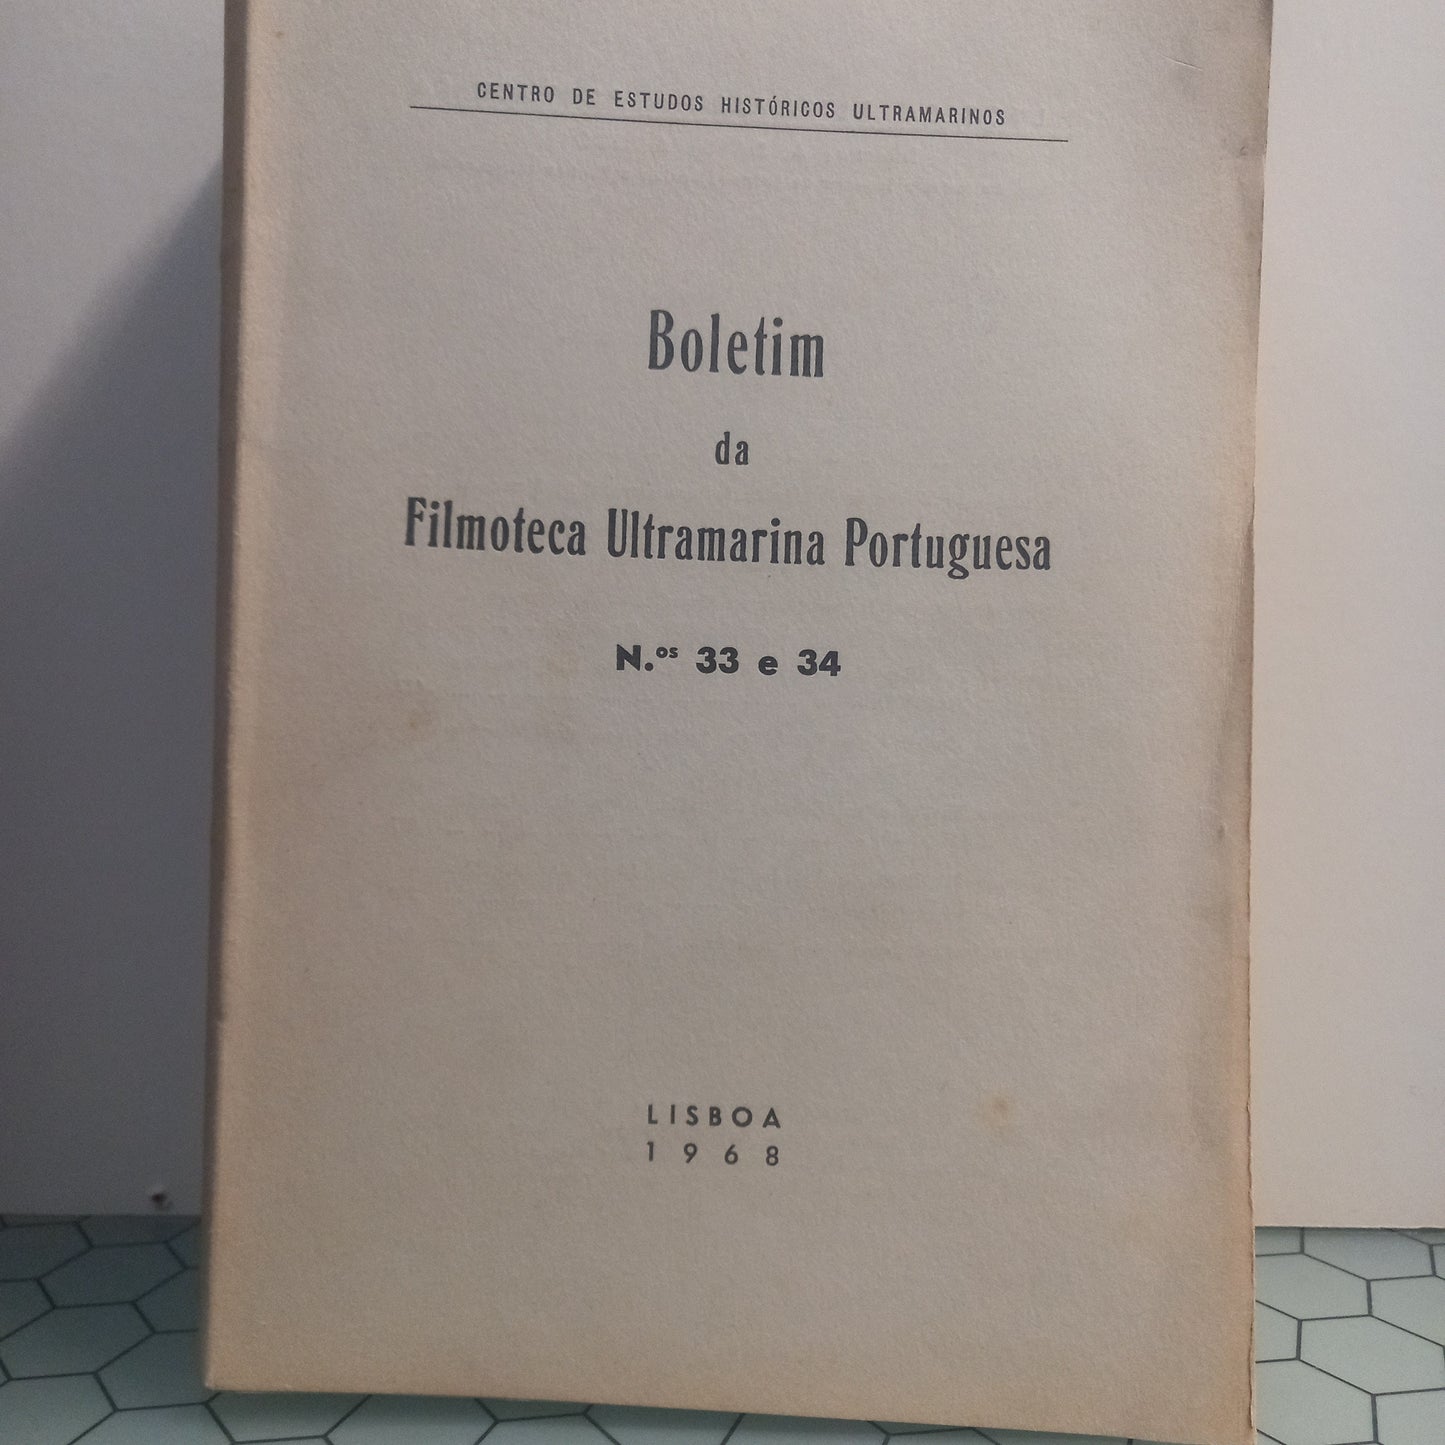 CENTRO DE ESTUDOS HISTÓRICOS ULTRAMARINOS
Boletim
da
Filmoteca Ultramarina Portuguesa
N.os 33 e 34
LISBOA
1968